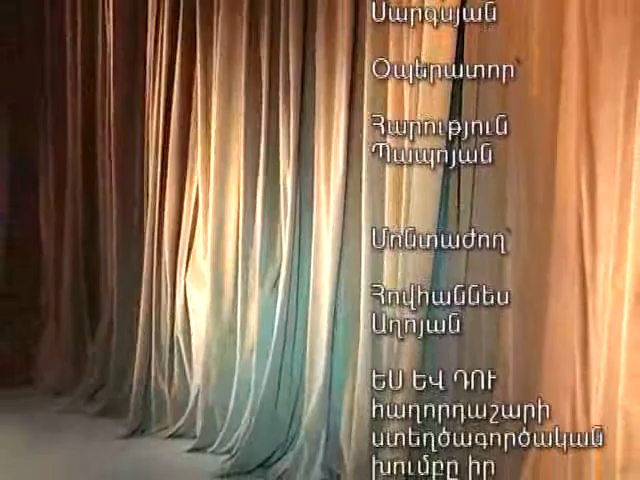 Սարգսյան
Օպերատոր՝
Հարություն
Պապոյան
Մոնտաժող՝
Հովհաննես
Աղոյան
ԵՍ ԵՎ ԴՈՒ
հաղորդաշարի
ստեղծագործական
խումբը իր